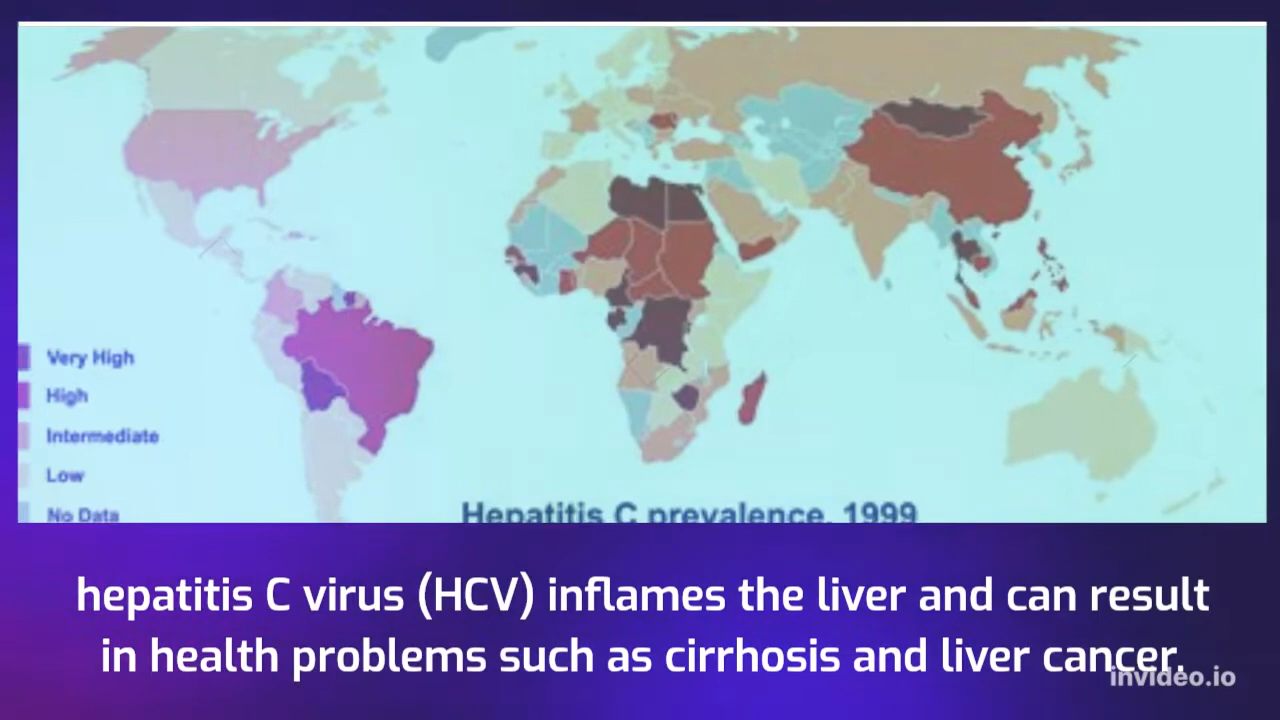 Very High
High
Intermediate
Low
No Data
Hepatitis C prevalence, 1999
hepatitis C virus (HCV) inflames the liver and can result
in health problems such as cirrhosis and liver cancer.
invideo.io